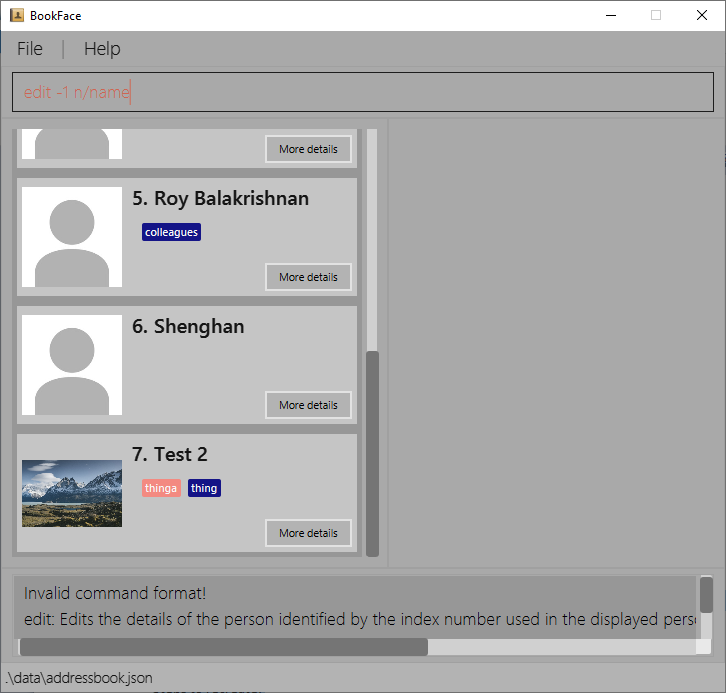 BookFace
File | Help
edit -1 n/name
More details
5. Roy Balakrishnan
colleagues
More details
6. Shenghan
More details
7. Test 2
thinga thing
More details
Invalid command format!
edit: Edits the details of the person identified by the index number used in the displayed
.\data\addressbook.json